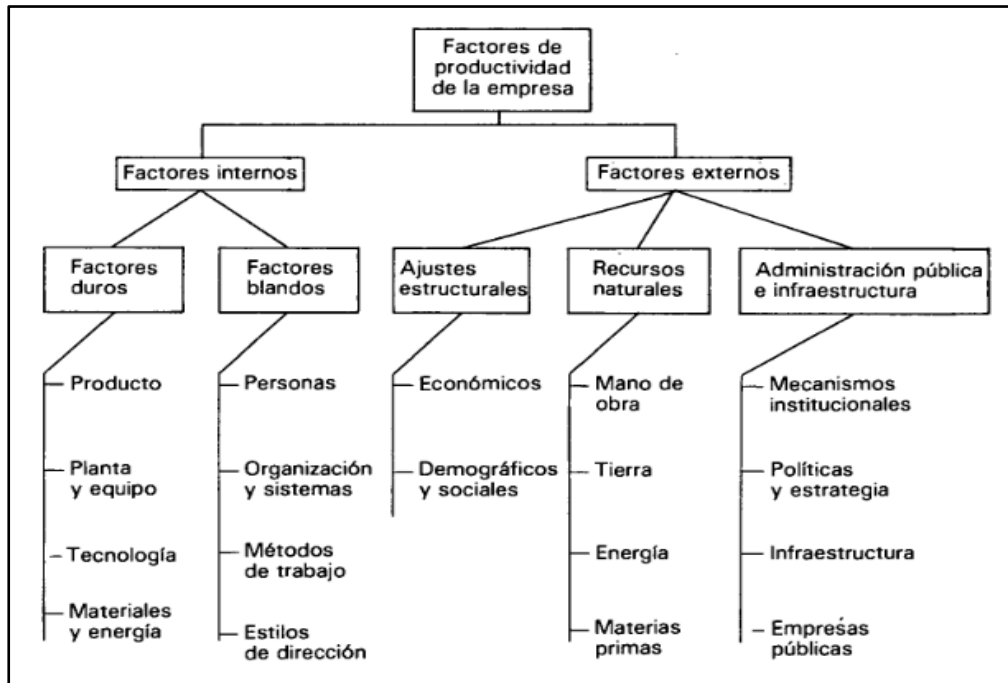 Factores de
productividad
de la empresa
Factores internos
Factores externos
Factores
duros
Factores
blandos
Ajustes
estructurales
Recursos
naturales
Administración pública
e infraestructura
Producto
Planta
y equipo
Tecnología
Materiales
y energía
Personas
Organización
y sistemas
Métodos
de trabajo
Estilos
de dirección
Económicos
Demográficos
y sociales
Mano de
obra
Tierra
Energía
Materias
primas
Mecanismos
institucionales
Políticas
y estrategia
Infraestructura
Empresas
públicas